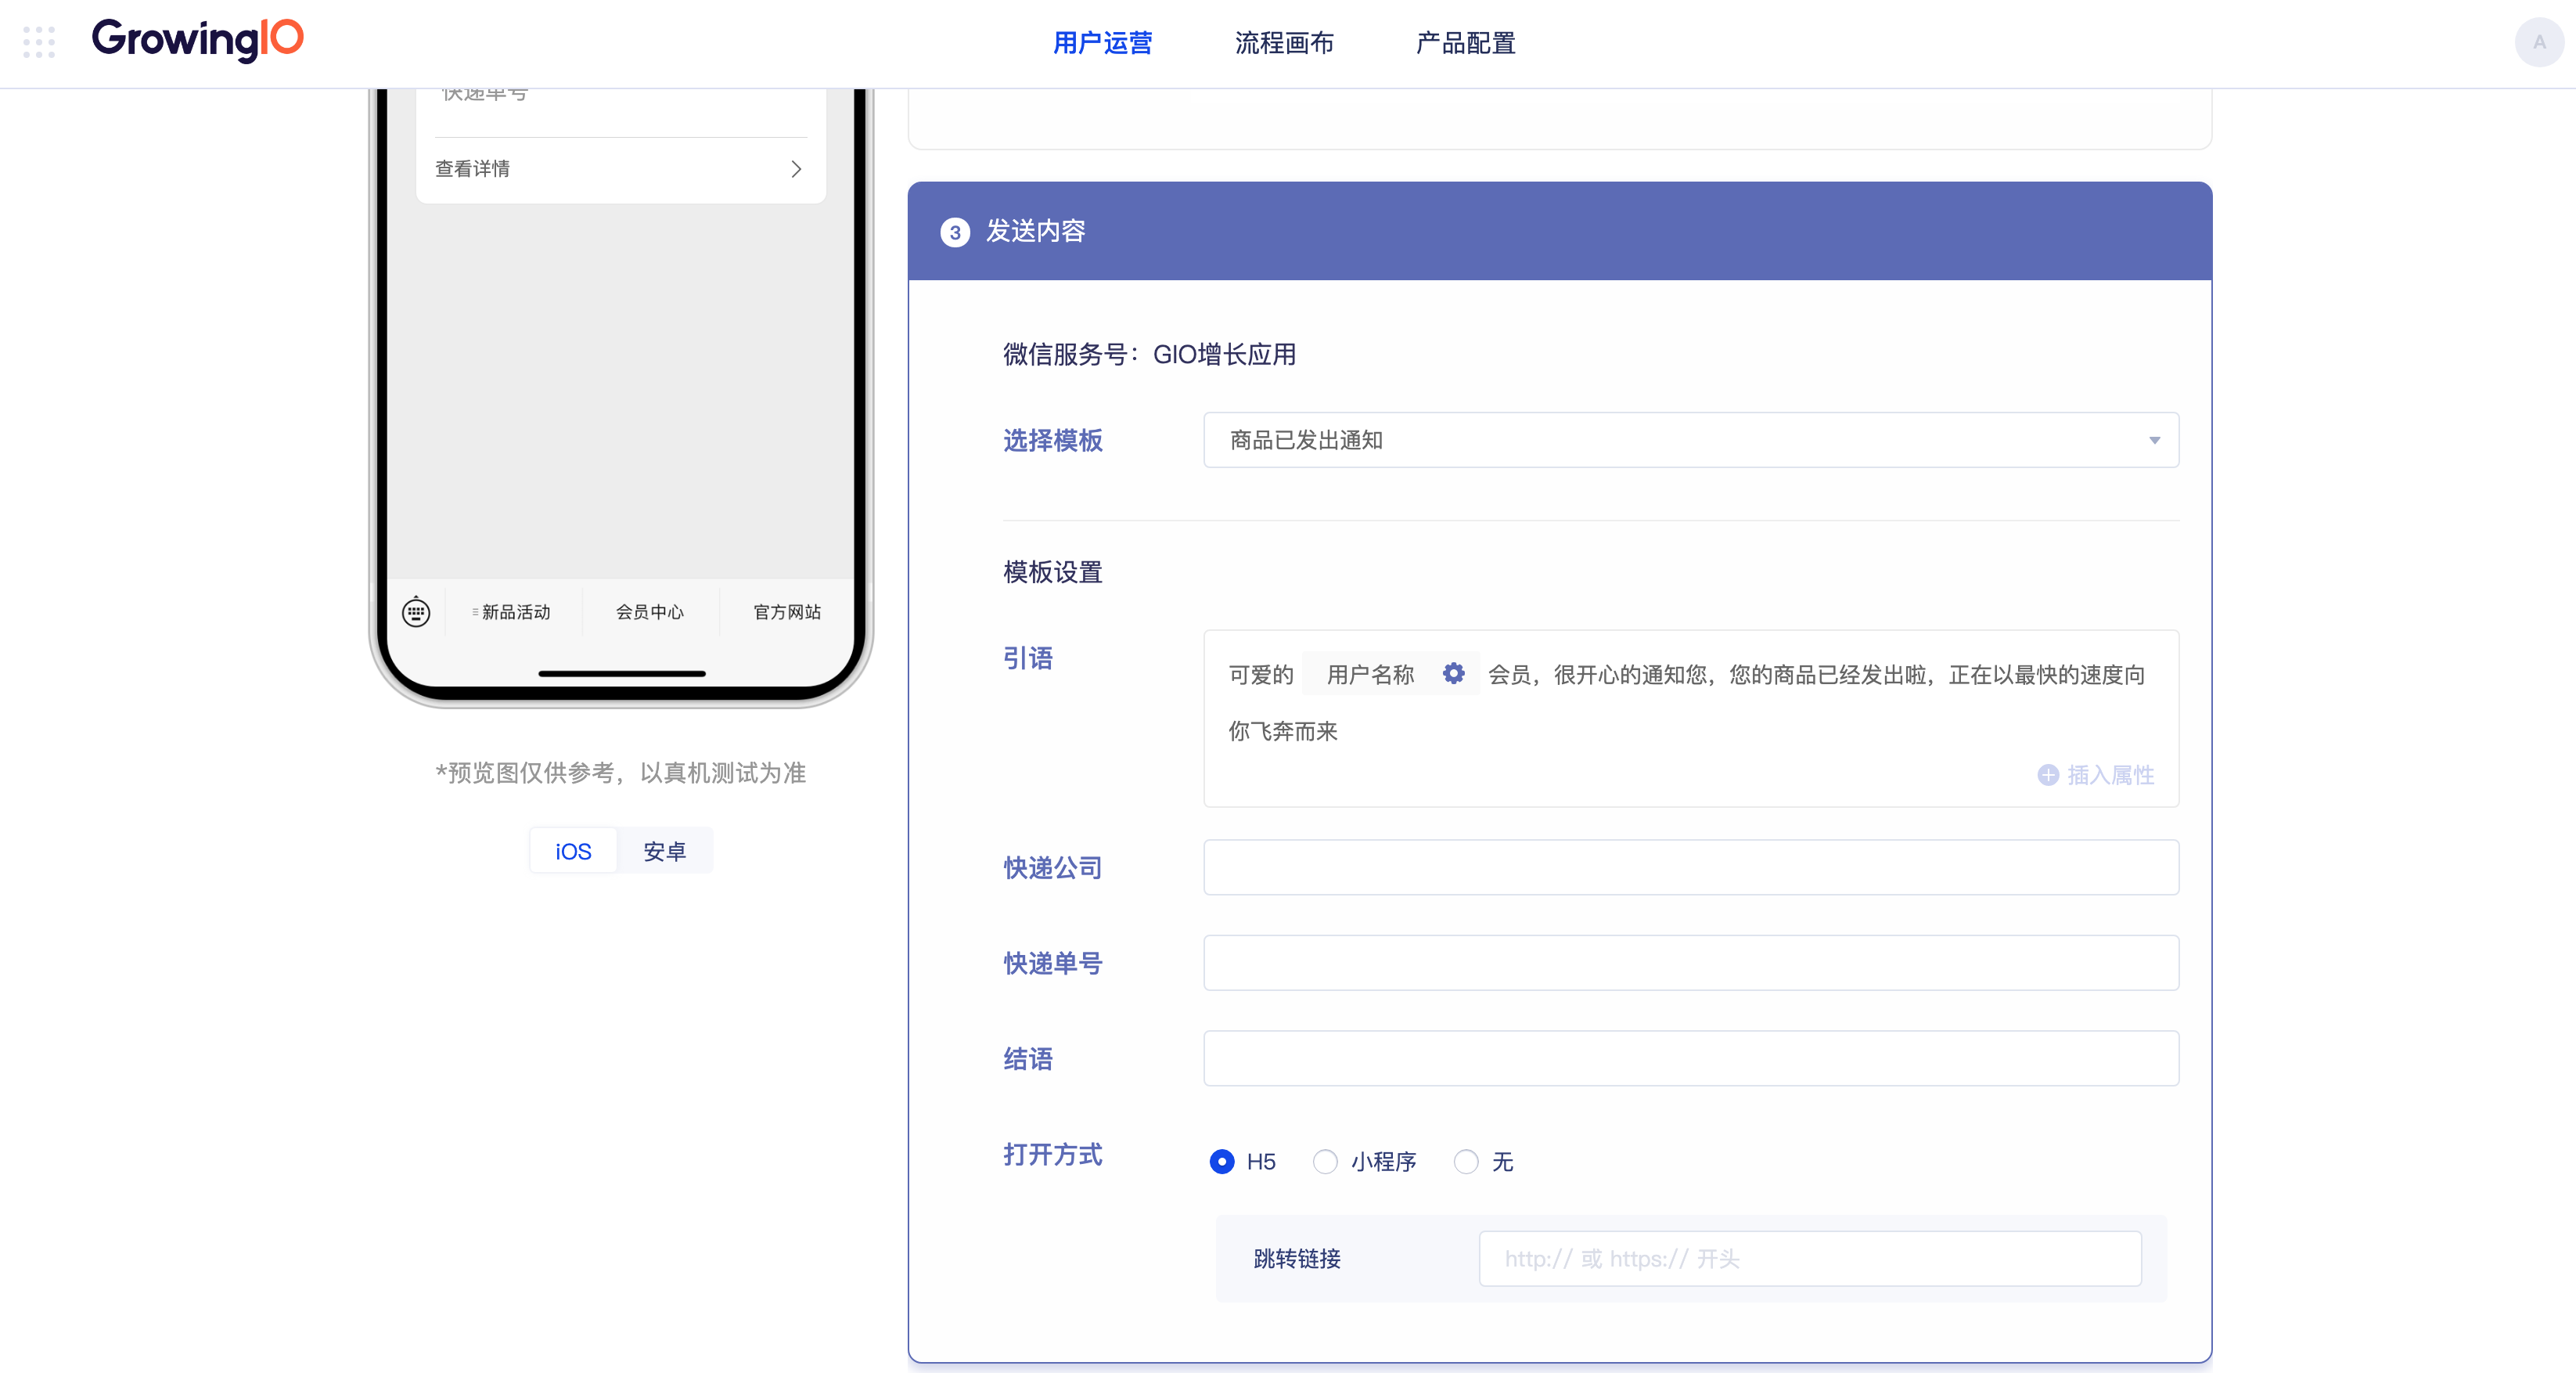 GrowingIO
用户运营
流程画布
产品配置
A
快递单号
查看详情
新品活动
会员中心
官方网站
*预览图仅供参考，以真机测试为准
iOS
安卓
3 发送内容
微信服务号：GIO增长应用
选择模板
商品已发出通知
模板设置
引语
可爱的 用户名称 会员，很开心的通知您，您的商品已经发出啦，正在以最快的速度向
你飞奔而来
插入属性
快递公司
快递单号
结语
打开方式
H5
小程序
无
跳转链接
http:// 或 https:// 开头